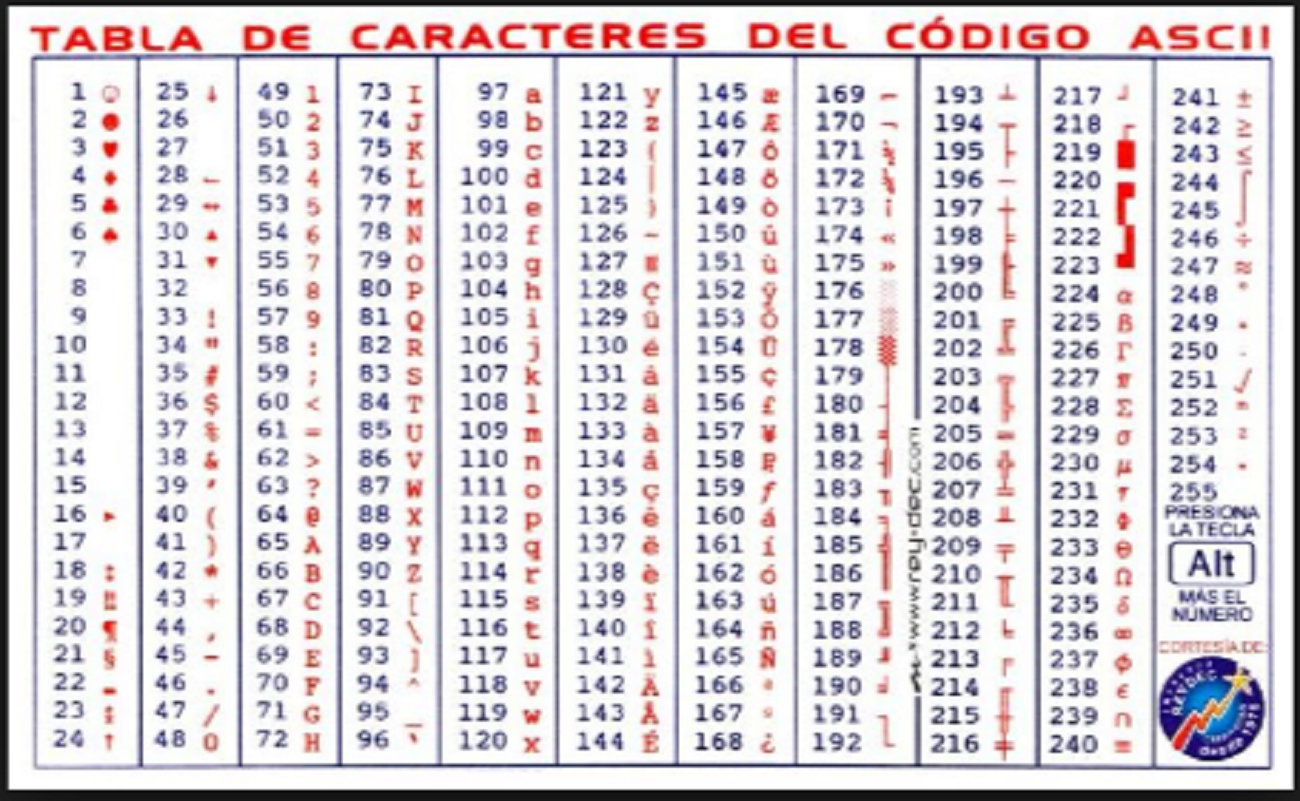 TABLA DE CARACTERES DEL CÓDIGO ASCII
1 ☺ 25 ↓ 49 1 73 I 97 a 121 y 145 æ 169 ⌐ 193 ┴ 217 ┘ 241 ±
2 ☻ 26 50 2 74 J 98 b 122 z 146 Æ 170 ¬ 194 ┬ 218 ┌ 242 ≥
3 ♥ 27 51 3 75 K 99 c 123 { 147 ô 171 ½ 195 ├ 219 █ 243 ≤
4 ♦ 28 ∟ 52 4 76 L 100 d 124 | 148 ö 172 ¼ 196 ─ 220 ▄ 244 ⌠
5 ♣ 29 ↔ 53 5 77 M 101 e 125 } 149 ò 173 ¡ 197 ┼ 221 ▌ 245 ⌡
6 ♠ 30 ▲ 54 6 78 N 102 f 126 ~ 150 û 174 « 198 ╞ 222 ▐ 246 ÷
7 31 ▼ 55 7 79 O 103 g 127 151 ù 175 » 199 ╟ 223 ▀ 247 ≈
8 32 56 8 80 P 104 h 128 Ç 152 ÿ 176 ░ 200 ╚ 224 α 248 °
9 33 ! 57 9 81 Q 105 i 129 ü 153 Ö 177 ▒ 201 ╔ 225 ß 249 ∙
10 34 " 58 : 82 R 106 j 130 é 154 Ü 178 ▓ 202 ╩ 226 Γ 250 ·
11 35 # 59 ; 83 S 107 k 131 â 155 ¢ 179 │ 203 ╦ 227 π 251 √
12 36 $ 60 < 84 T 108 l 132 ä 156 £ 180 ┤ 204 ╠ 228 Σ 252 ⁿ
13 37 % 61 = 85 U 109 m 133 à 157 ¥ 181 ╡ 205 ═ 229 σ 253 ²
14 38 & 62 > 86 V 110 n 134 å 158 ₧ 182 ╢ 206 ╬ 230 µ 254 ▪
15 39 ' 63 ? 87 W 111 o 135 ç 159 ƒ 183 ╖ 207 ╧ 231 τ 255
16 ► 40 ( 64 @ 88 X 112 p 136 ê 160 á 184 ╕ 208 ╨ 232 Φ PRESIONA
17 41 ) 65 A 89 Y 113 q 137 ë 161 í 185 ╣ 209 ╤ 233 Θ LA TECLA
18 ↕ 42 * 66 B 90 Z 114 r 138 è 162 ó 186 ║ 210 ╥ 234 Ω Alt
19 ‼ 43 + 67 C 91 [ 115 s 139 ï 163 ú 187 ╗ 211 ╙ 235 δ MÁS EL
20 ¶ 44 , 68 D 92 \ 116 t 140 î 164 ñ 188 ╝ 212 ╘ 236 ∞ NÚMERO
21 § 45 - 69 E 93 ] 117 u 141 ì 165 Ñ 189 ╜ 213 ╒ 237 φ CORTESÍA DE:
22 ▬ 46 . 70 F 94 ^ 118 v 142 Ä 166 ª 190 ╛ 214 ╓ 238 ε
23 ↨ 47 / 71 G 95 _ 119 w 143 Å 167 º 191 ┐ 215 ╫ 239 ∩
24 ↑ 48 0 72 H 96 ` 120 x 144 É 168 ¿ 192 └ 216 ╪ 240 ≡
www.rey-dec.com
REYDEC
desde 1978